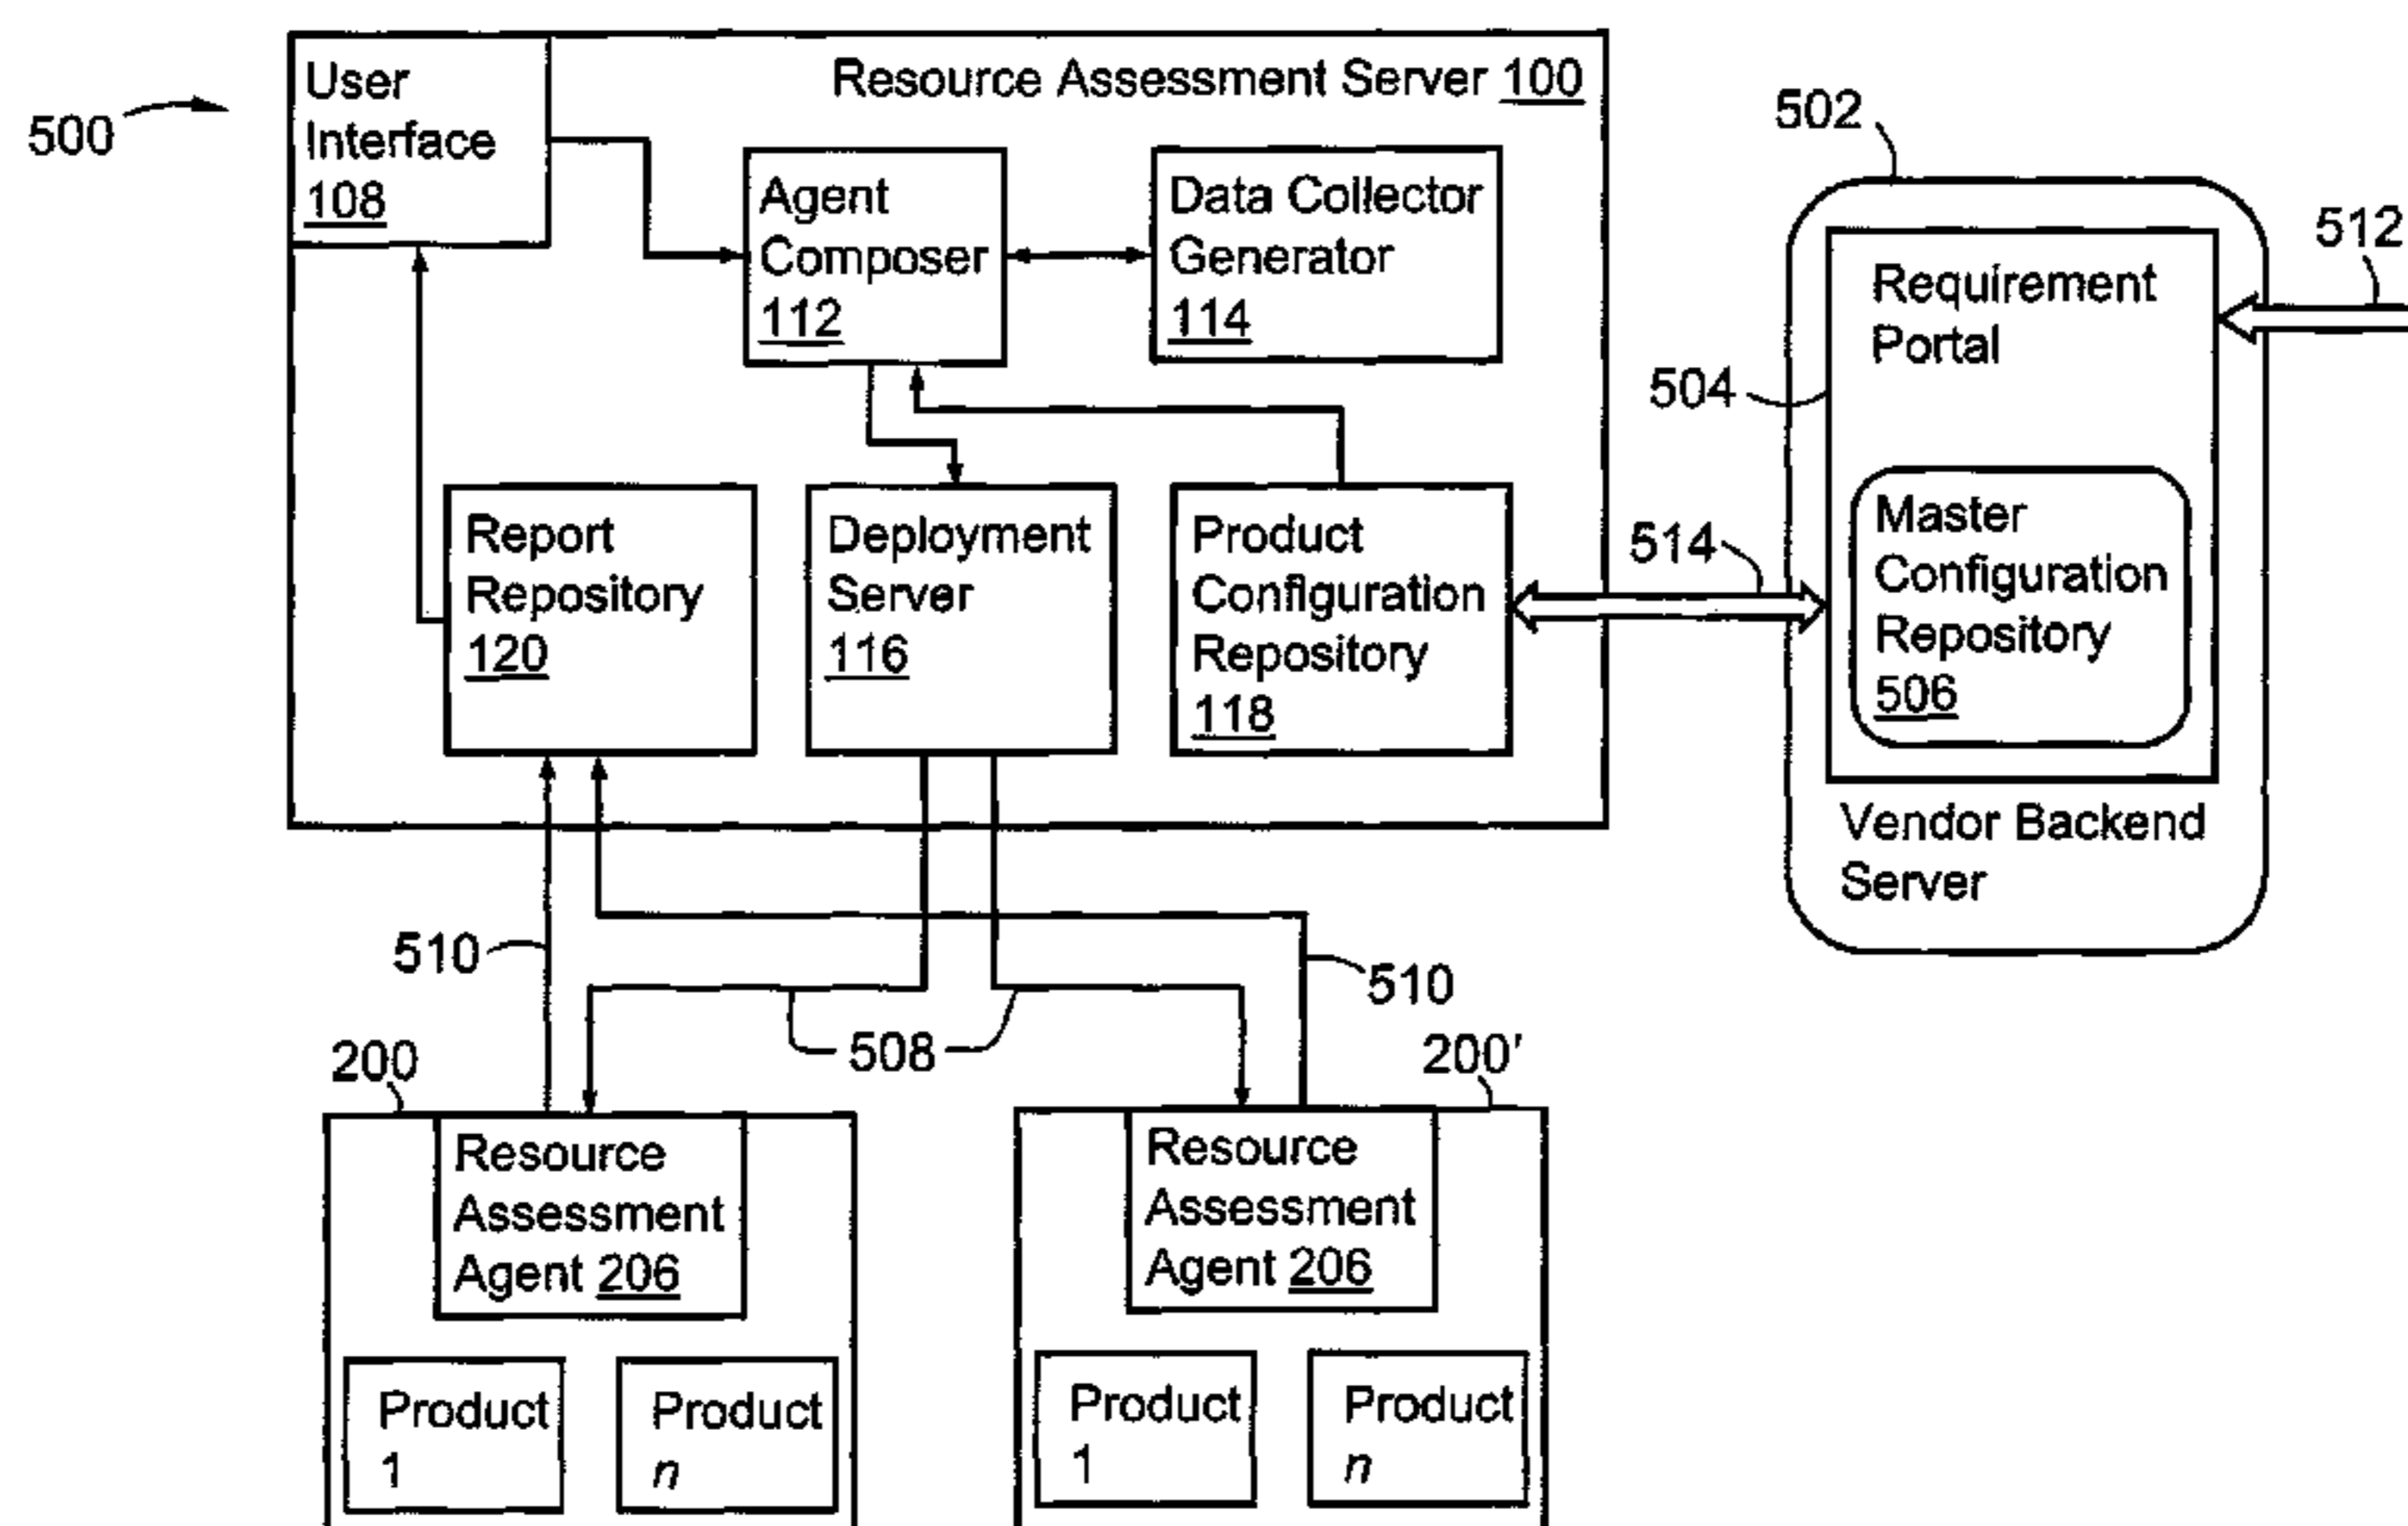 500
User
Interface
108
Resource Assessment Server 100
Agent
Composer
112
Data Collector
Generator
114
502
512
Requirement
Portal
504
Report
Repository
120
Deployment
Server
116
Product
Configuration
Repository
118
514
Master
Configuration
Repository
506
Vendor Backend
Server
510
510
508
200
200'
Resource
Assessment
Agent 206
Resource
Assessment
Agent 206
Product
1
Product
n
Product
1
Product
n